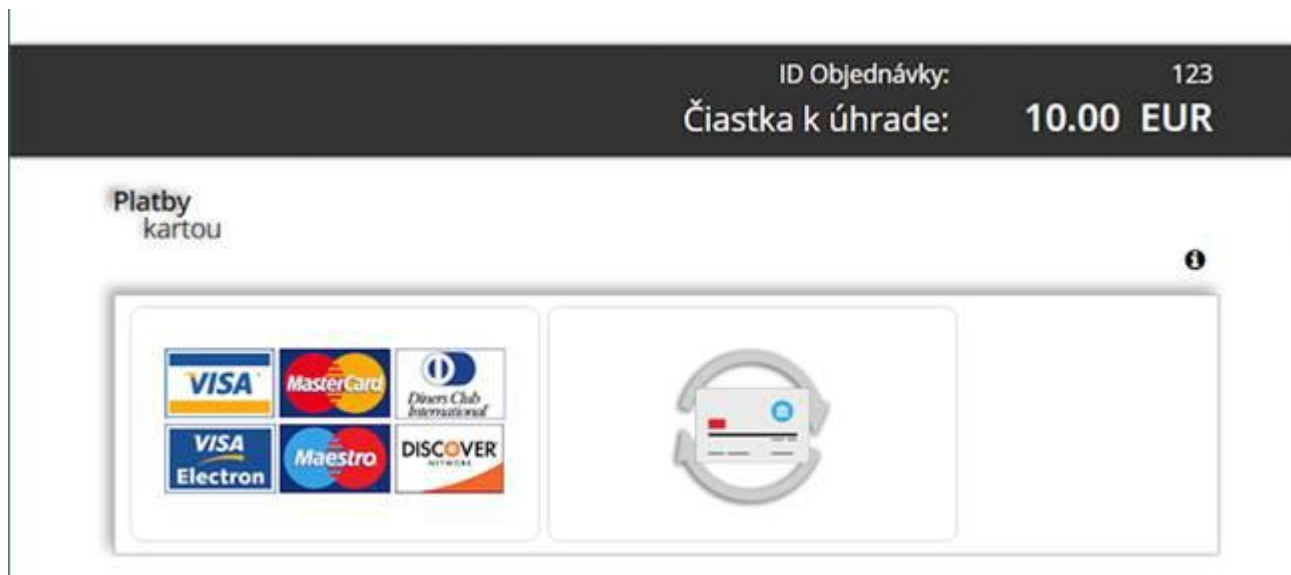 ID Objednávky: 123
Čiastka k úhrade: 10.00 EUR
Platby
kartou
VISA MasterCard Diners Club International
VISA Electron Maestro DISCOVER NETWORK